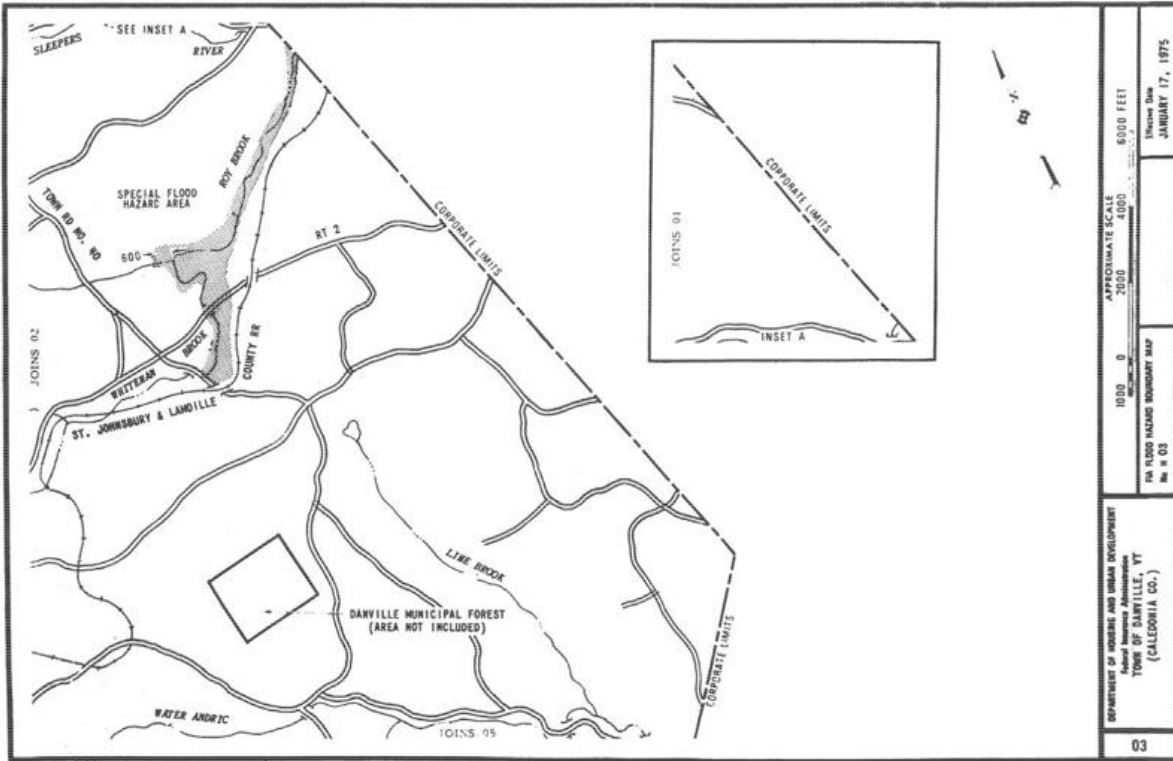 SLEEPERS
SEE INSET A
RIVER
ROY BROOK
SPECIAL FLOOD
HAZARD AREA
TOWN RD NO. 40
600
RT 2
CORPORATE LIMITS
JOINS 02
BROOK
WHITEMAN
COUNTY RR
ST. JOHNSBURY & LAMOILLE
LIME BROOK
DANVILLE MUNICIPAL FOREST
(AREA NOT INCLUDED)
CORPORATE LIMITS
WATER ANDRIC
JOINS 05
CORPORATE LIMITS
JOINS 01
INSET A
APPROXIMATE SCALE
1000 0 2000 4000 6000 FEET
Effective Date
JANUARY 17, 1975
FIA FLOOD HAZARD BOUNDARY MAP
No H 03
DEPARTMENT OF HOUSING AND URBAN DEVELOPMENT
Federal Insurance Administration
TOWN OF DANVILLE, VT
(CALEDONIA CO.)
03